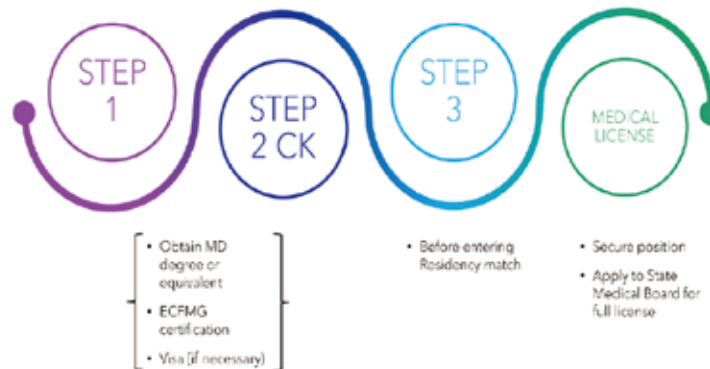 STEP
1
STEP
2 CK
STEP
3
MEDICAL
LICENSE
• Obtain MD
degree or
equivalent
• ECFMG
certification
• Visa (if necessary)
• Before entering
Residency match
• Secure position
• Apply to State
Medical Board for
full license